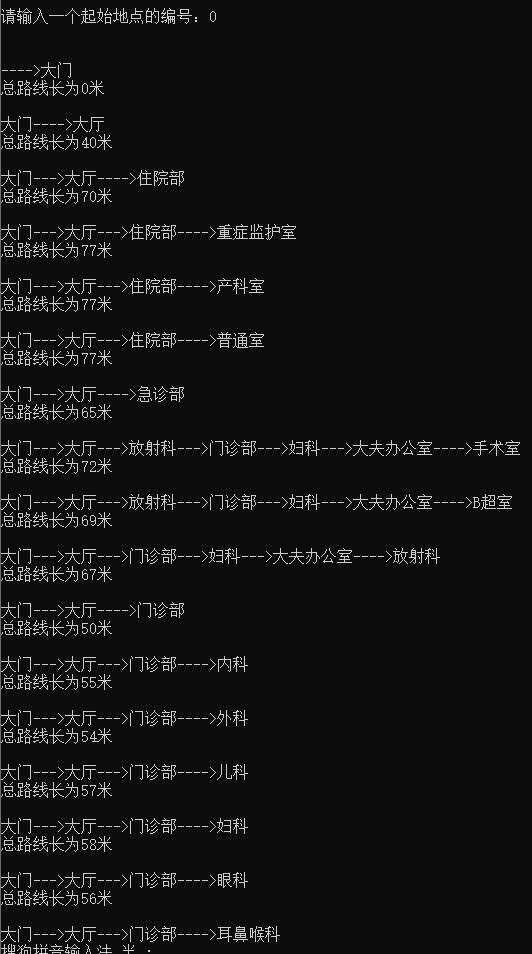 请输入一个起始地点的编号：0
---->大门
总路线长为0米
大门---->大厅
总路线长为40米
大门--->大厅---->住院部
总路线长为70米
大门--->大厅--->住院部---->重症监护室
总路线长为77米
大门--->大厅--->住院部---->产科室
总路线长为77米
大门--->大厅--->住院部---->普通室
总路线长为77米
大门--->大厅---->急诊部
总路线长为65米
大门--->大厅--->放射科--->门诊部--->妇科--->大夫办公室---->手术室
总路线长为72米
大门--->大厅--->放射科--->门诊部--->妇科--->大夫办公室---->B超室
总路线长为69米
大门--->大厅--->门诊部--->妇科--->大夫办公室---->放射科
总路线长为67米
大门--->大厅---->门诊部
总路线长为50米
大门--->大厅--->门诊部---->内科
总路线长为55米
大门--->大厅--->门诊部---->外科
总路线长为54米
大门--->大厅--->门诊部---->儿科
总路线长为57米
大门--->大厅--->门诊部---->妇科
总路线长为58米
大门--->大厅--->门诊部---->眼科
总路线长为56米
大门--->大厅--->门诊部---->耳鼻喉科
搜狗拼音输入法 半 :